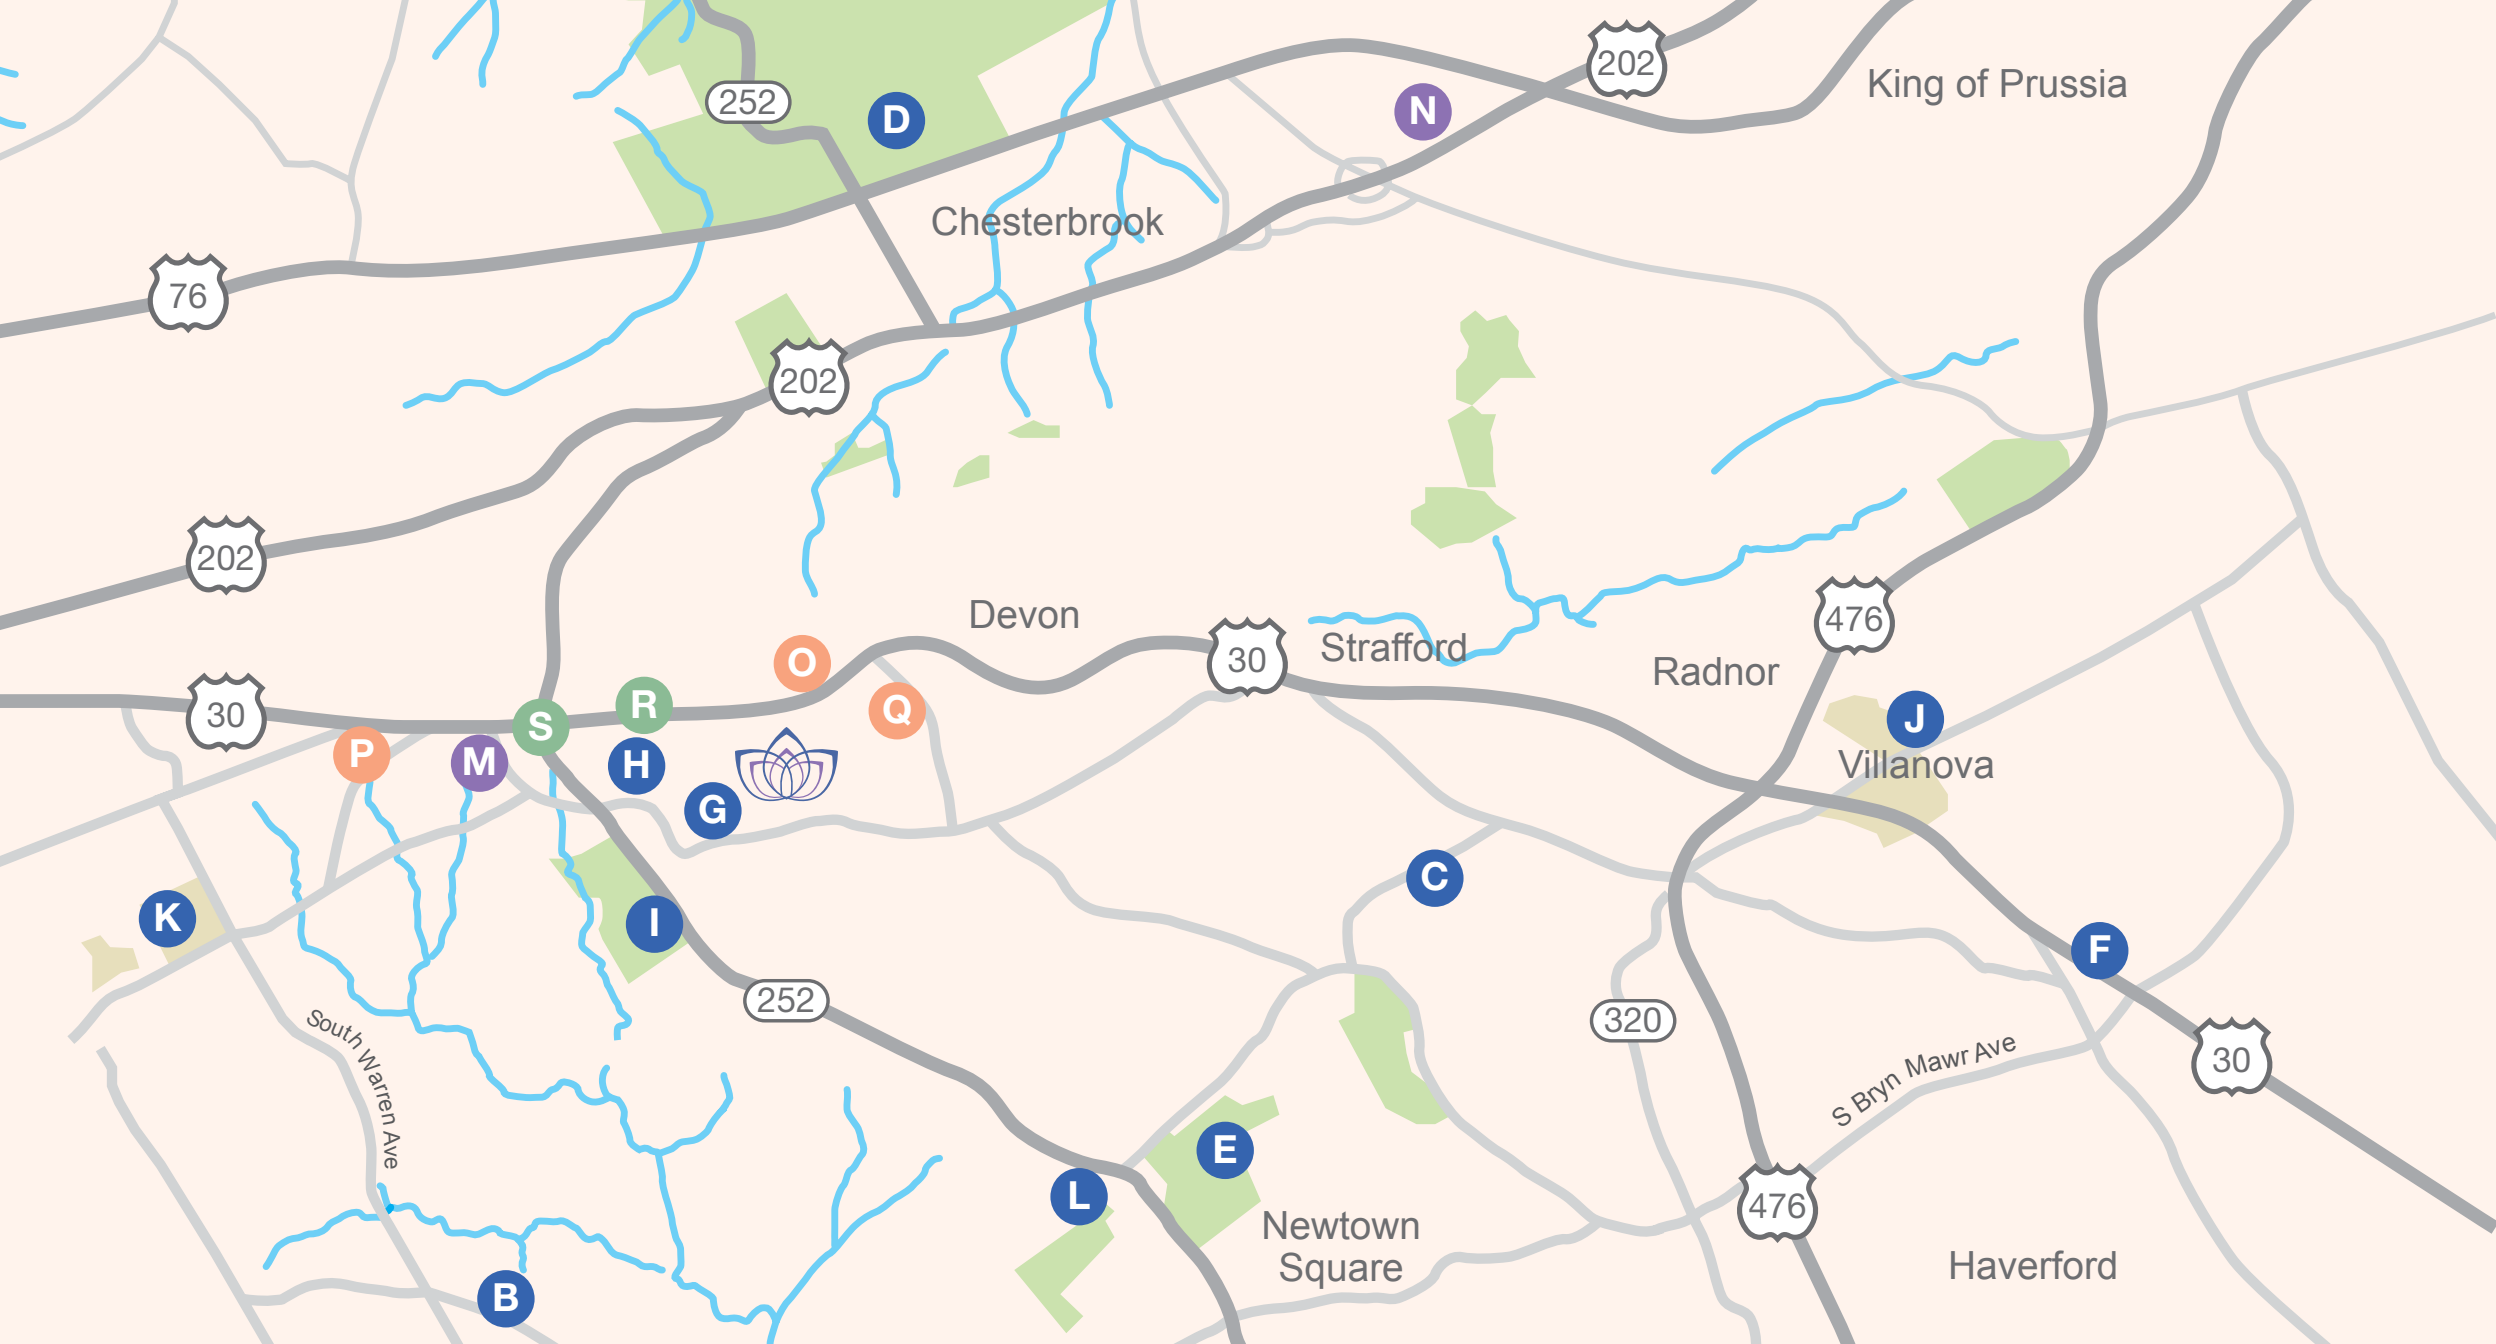 202
King of Prussia
252
D
N
Chesterbrook
76
202
202
Devon
476
30
Strafford
Radnor
O
30
R
Q
J
S
P
M
H
Villanova
G
C
K
I
F
252
320
South Warren Ave
S Bryn Mawr Ave
30
E
L
476
Newtown
Square
Haverford
B